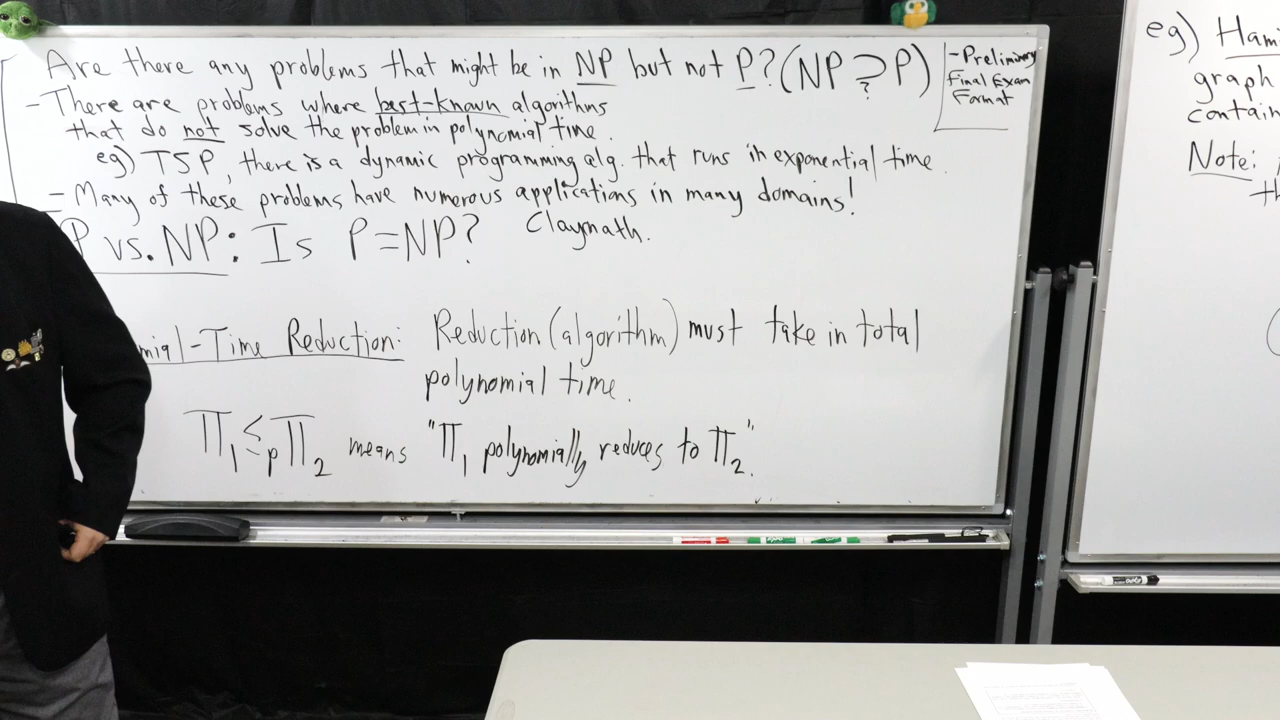 Are there any problems that might be in NP but not P? (NP ? P)
- There are problems where best-known algorithms
that do not solve the problem in polynomial time.
eg) TSP, there is a dynamic programming alg. that runs in exponential time.
- Many of these problems have numerous applications in many domains!
P vs. NP: Is P=NP? Claymath.
mial-Time Reduction: Reduction (algorithm) must take in total
polynomial time.
Π₁ ≤p Π₂ means "Π₁ polynomially reduces to Π₂".
- Preliminary
Final Exam
Format
eg) Ham
graph
contain
Note:
th